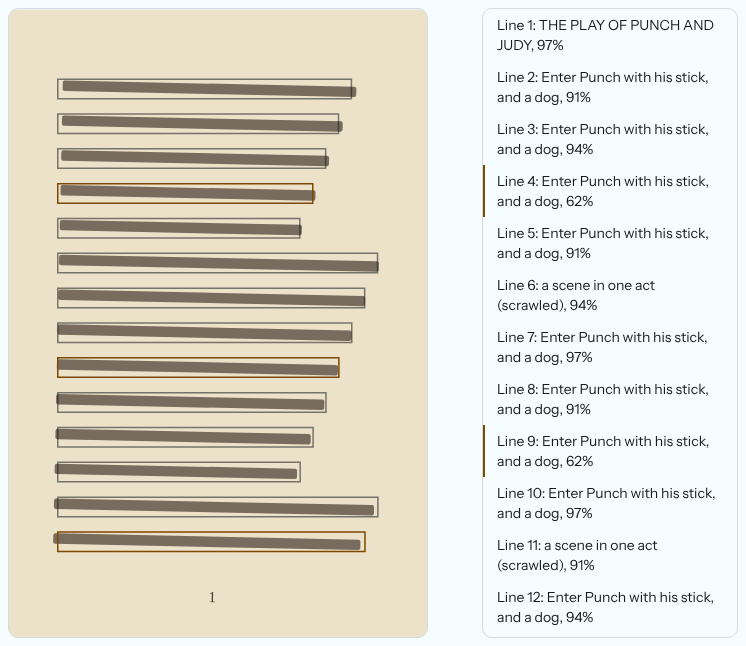 1
Line 1: THE PLAY OF PUNCH AND
JUDY, 97%
Line 2: Enter Punch with his stick,
and a dog, 91%
Line 3: Enter Punch with his stick,
and a dog, 94%
Line 4: Enter Punch with his stick,
and a dog, 62%
Line 5: Enter Punch with his stick,
and a dog, 91%
Line 6: a scene in one act
(scrawled), 94%
Line 7: Enter Punch with his stick,
and a dog, 97%
Line 8: Enter Punch with his stick,
and a dog, 91%
Line 9: Enter Punch with his stick,
and a dog, 62%
Line 10: Enter Punch with his stick,
and a dog, 97%
Line 11: a scene in one act
(scrawled), 91%
Line 12: Enter Punch with his stick,
and a dog, 94%